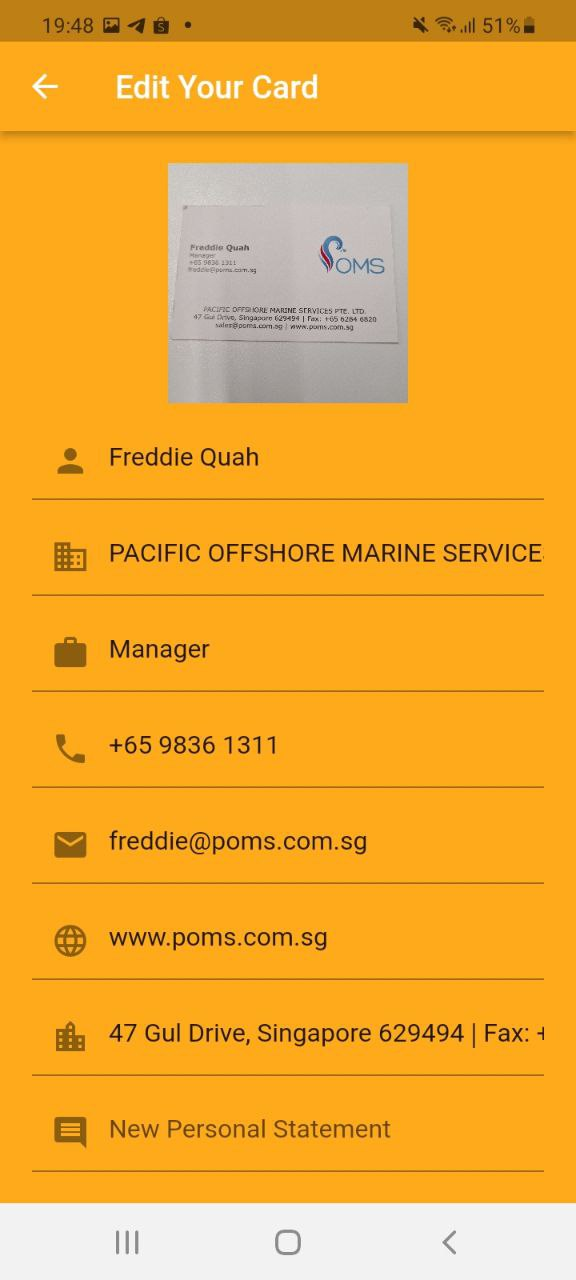 19:48
51%
Edit Your Card
Freddie Quah
Manager
+65 9836 1311
freddie@poms.com.sg
POMS
PACIFIC OFFSHORE MARINE SERVICES PTE. LTD.
47 Gul Drive, Singapore 629494 | Fax: +65 6284 6820
sales@poms.com.sg | www.poms.com.sg
Freddie Quah
PACIFIC OFFSHORE MARINE SERVICE
Manager
+65 9836 1311
freddie@poms.com.sg
www.poms.com.sg
47 Gul Drive, Singapore 629494 | Fax: +
New Personal Statement